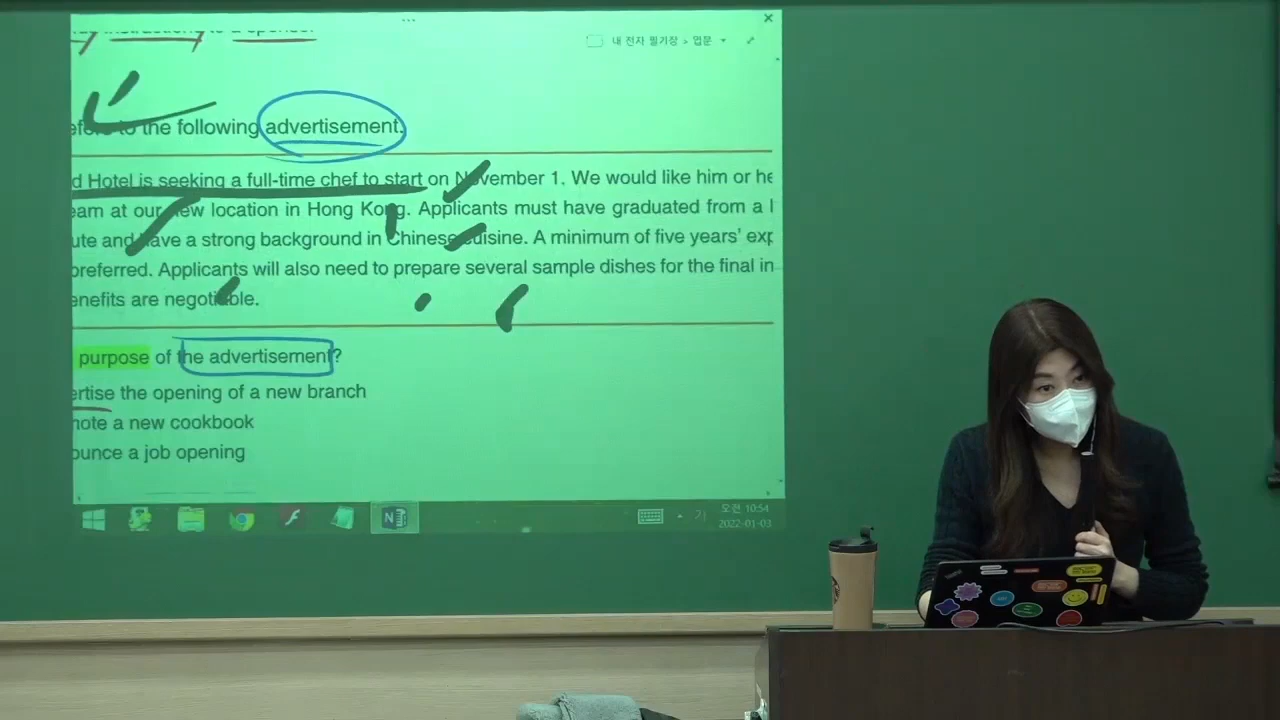 내 전자 필기장 > 업문
to the following advertisement.
d Hotel is seeking a full-time chef to start on November 1. We would like him or he
eam at our new location in Hong Kong. Applicants must have graduated from a l
ute and have a strong background in Chinese cuisine. A minimum of five years' exp
preferred. Applicants will also need to prepare several sample dishes for the final in
enefits are negotiable.
purpose of the advertisement?
ertise the opening of a new branch
mote a new cookbook
ounce a job opening
오전 10:54
2022-01-03